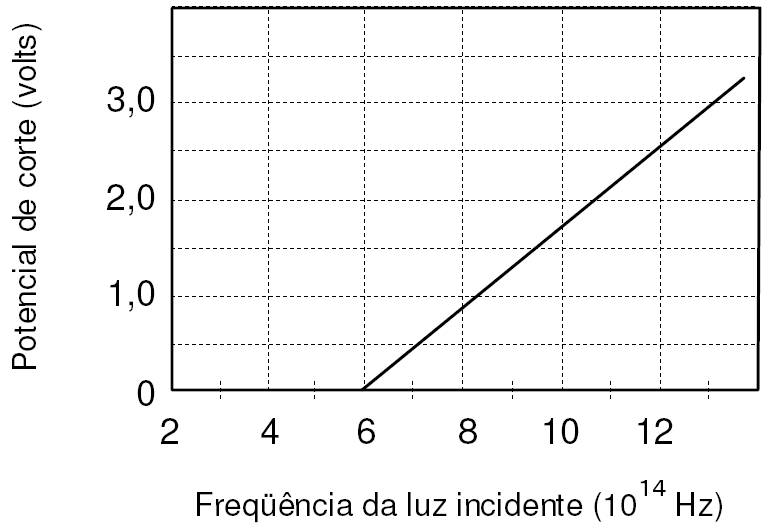 Potencial de corte (volts)
3,0
2,0
1,0
0
2 4 6 8 10 12
Freqüência da luz incidente (10¹⁴ Hz)